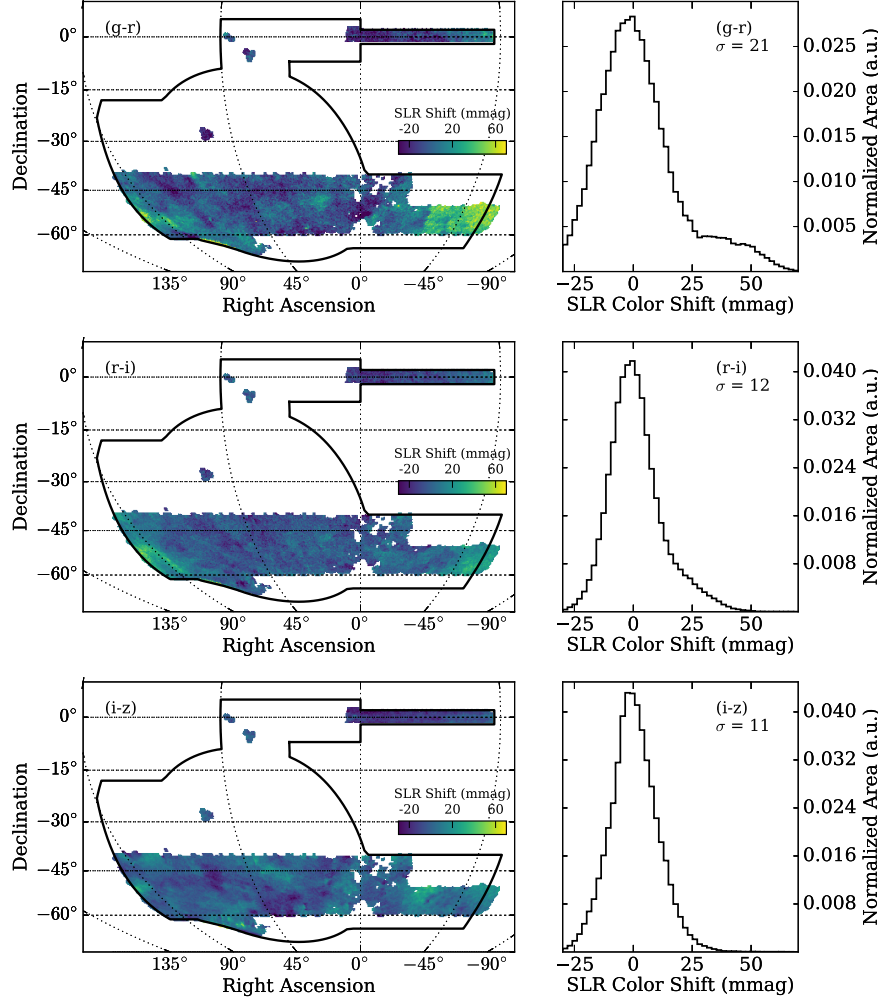 (g-r)
SLR Shift (mmag)
-20 20 60
0°
−15°
−30°
−45°
−60°
Declination
135° 90° 45° 0° −45° −90°
Right Ascension
(g-r)
σ = 21
0.025
0.020
0.015
0.010
0.005
Normalized Area (a.u.)
−25 0 25 50
SLR Color Shift (mmag)
(r-i)
SLR Shift (mmag)
-20 20 60
0°
−15°
−30°
−45°
−60°
Declination
135° 90° 45° 0° −45° −90°
Right Ascension
(r-i)
σ = 12
0.040
0.032
0.024
0.016
0.008
Normalized Area (a.u.)
−25 0 25 50
SLR Color Shift (mmag)
(i-z)
SLR Shift (mmag)
-20 20 60
0°
−15°
−30°
−45°
−60°
Declination
135° 90° 45° 0° −45° −90°
Right Ascension
(i-z)
σ = 11
0.040
0.032
0.024
0.016
0.008
Normalized Area (a.u.)
−25 0 25 50
SLR Color Shift (mmag)